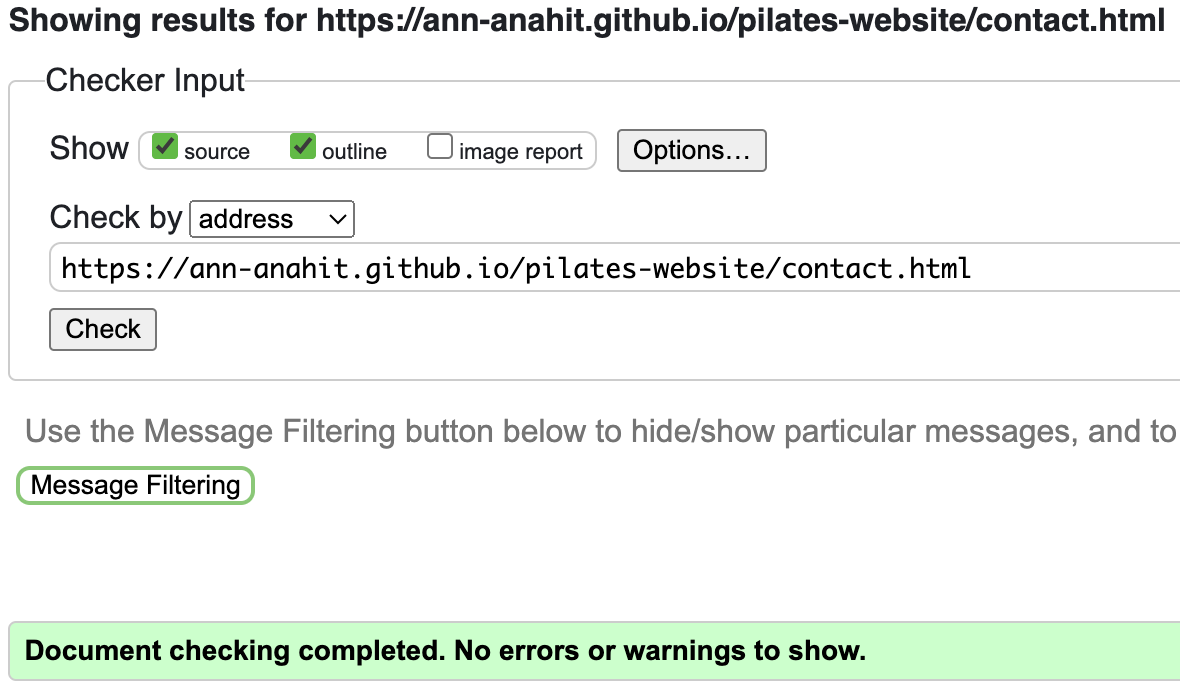 Showing results for https://ann-anahit.github.io/pilates-website/contact.html
Checker Input
Show source outline image report Options...
Check by address
https://ann-anahit.github.io/pilates-website/contact.html
Check
Use the Message Filtering button below to hide/show particular messages, and to
Message Filtering
Document checking completed. No errors or warnings to show.